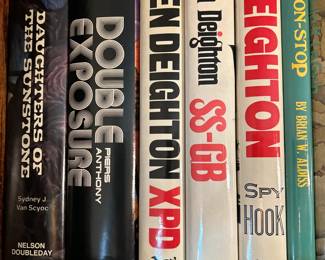 DAUGHTERS OF
THE SUNSTONE
Sydney J.
Van Scyoc
NELSON
DOUBLEDAY
DOUBLE
EXPOSURE
PIERS
ANTHONY
EN DEIGHTON
XPD
n Deighton
SS-GB
EIGHTON
SPY
HOOK
ON-STOP
BY BRIAN W. ALDISS